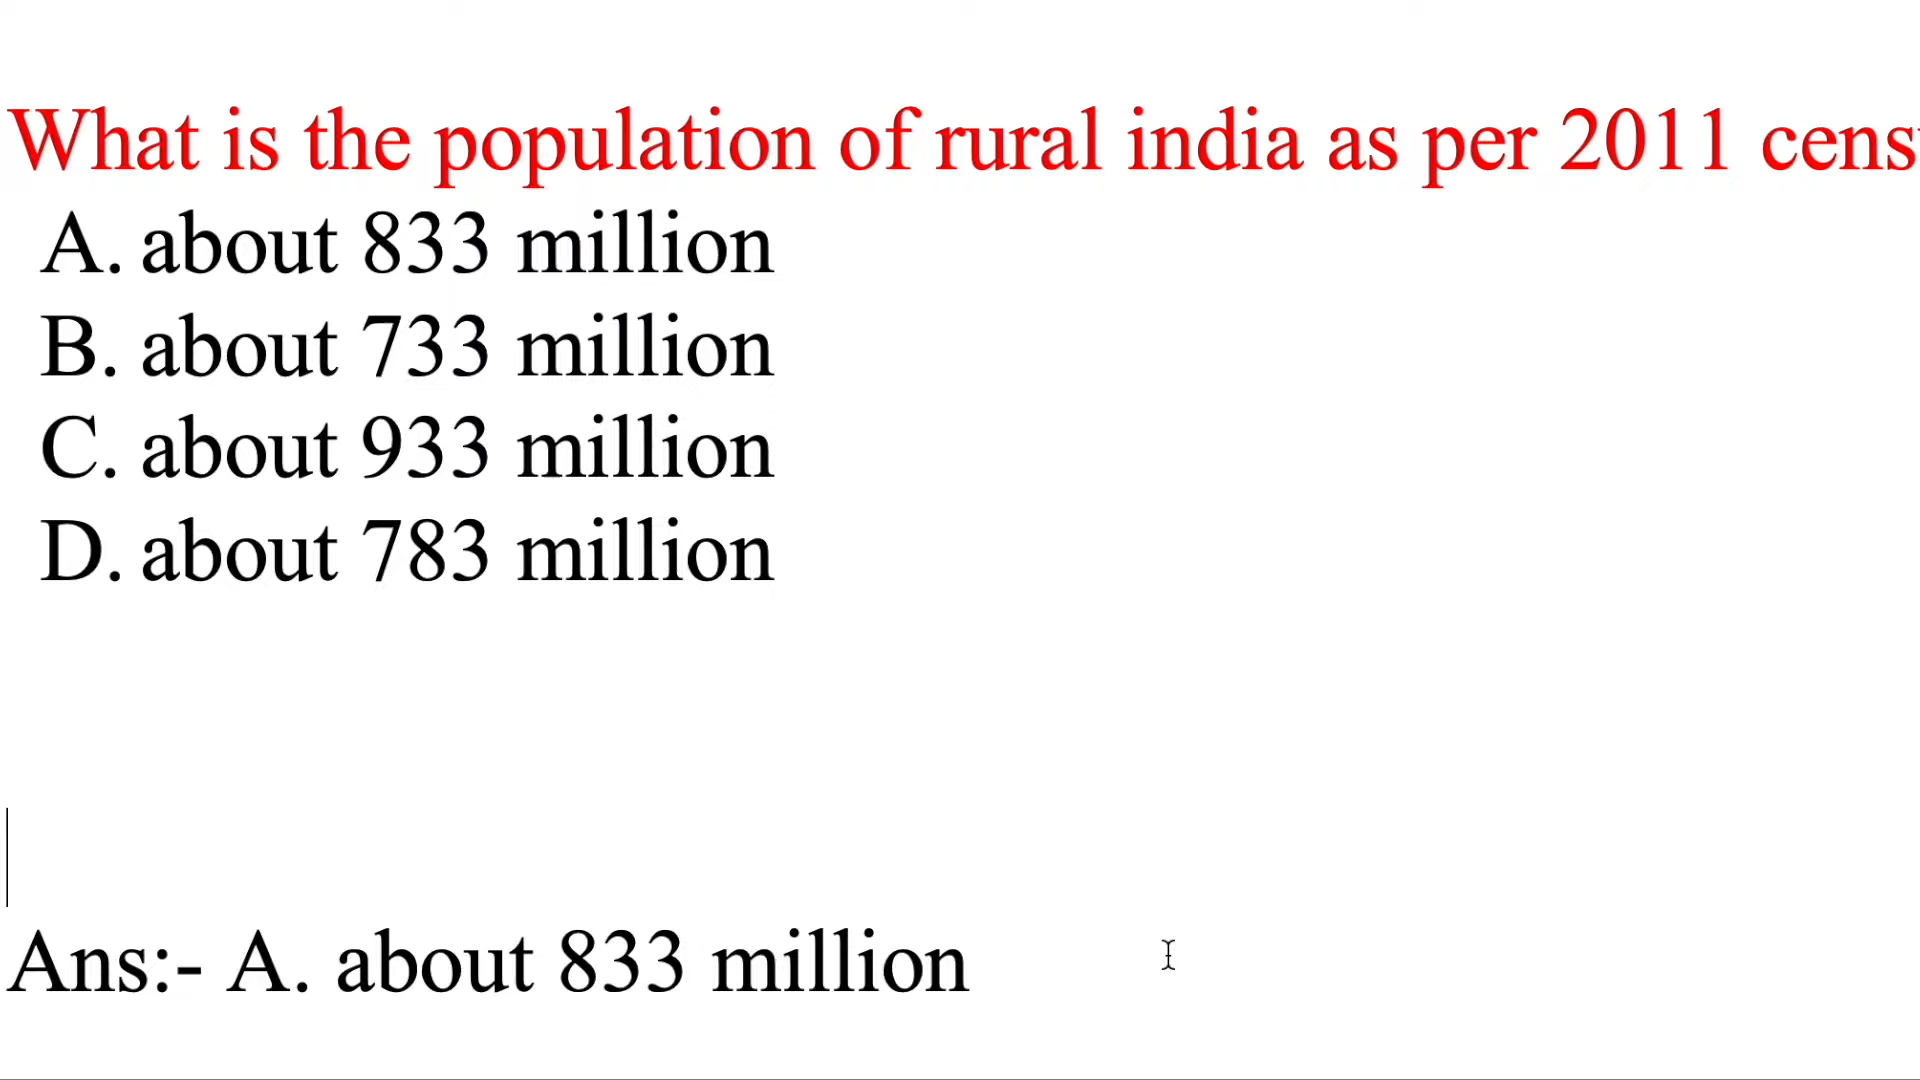 What is the population of rural india as per 2011
A. about 833 million
B. about 733 million
C. about 933 million
D. about 783 million
Ans:- A. about 833 million